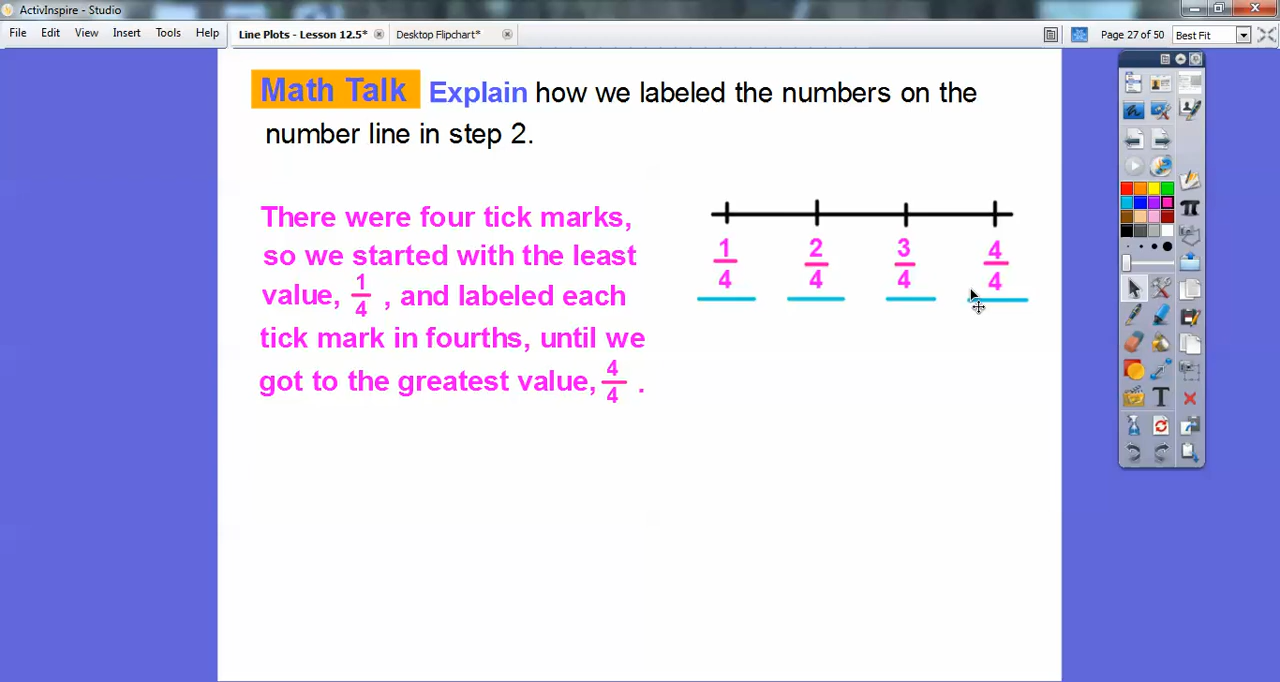 ActivInspire - Studio
File Edit View Insert Tools Help
Line Plots - Lesson 12.5*
Desktop Flipchart*
Page 27 of 50
Best Fit
Math Talk Explain how we labeled the numbers on the
number line in step 2.
There were four tick marks,
so we started with the least
value, 1/4 , and labeled each
tick mark in fourths, until we
got to the greatest value, 4/4 .
1/4 2/4 3/4 4/4